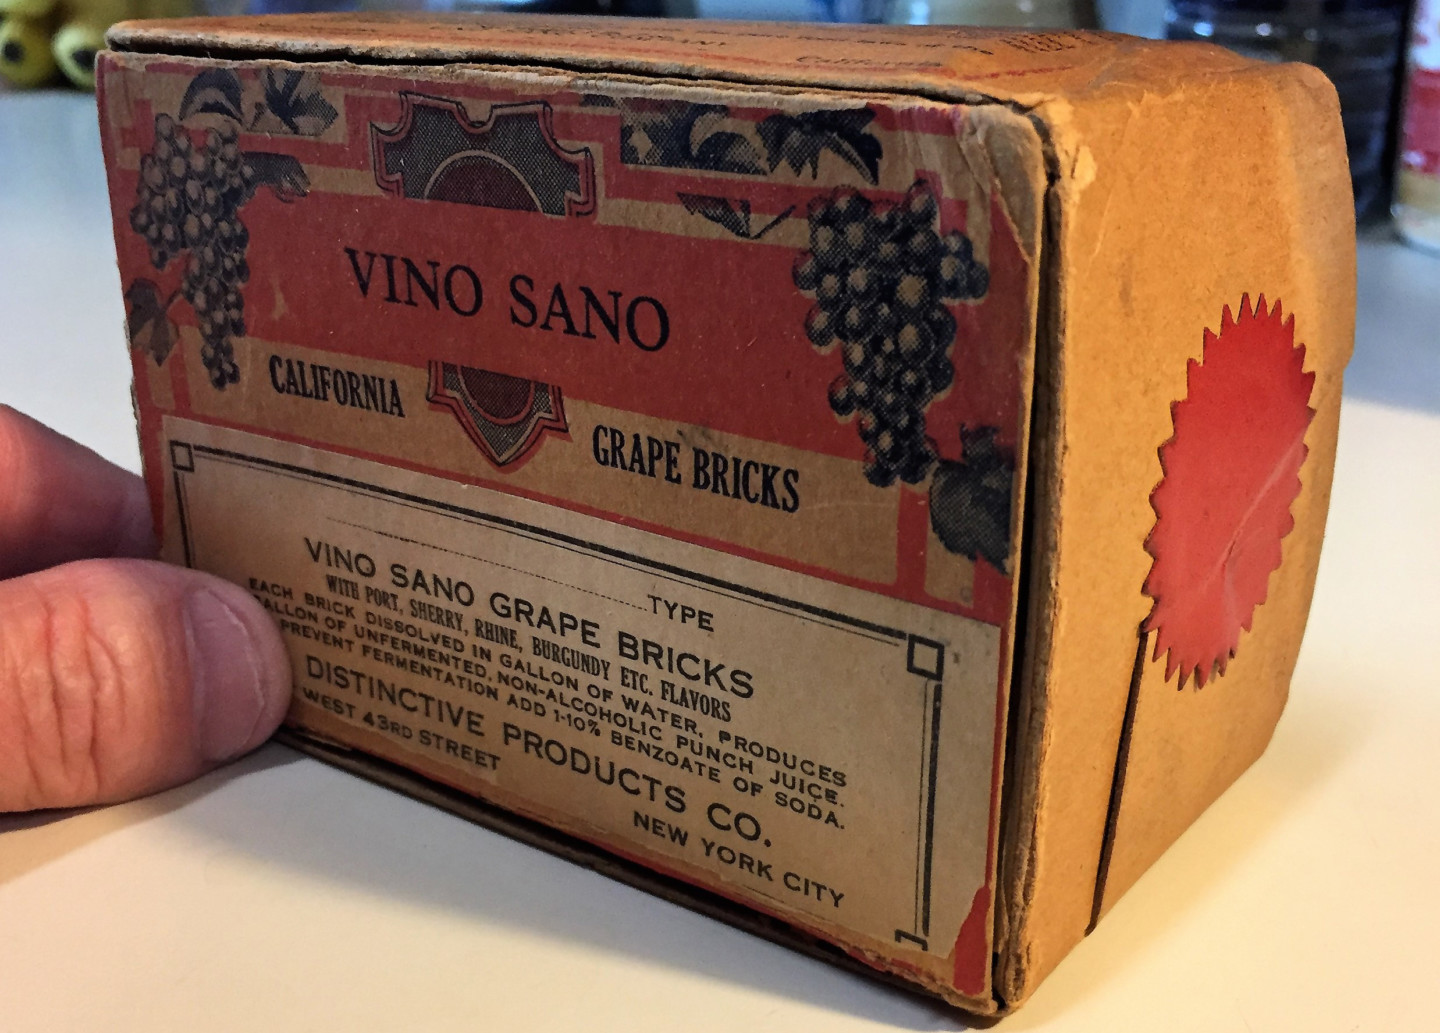 California
VINO SANO
CALIFORNIA
GRAPE BRICKS
TYPE
VINO SANO GRAPE BRICKS
WITH PORT, SHERRY, RHINE, BURGUNDY ETC. FLAVORS
EACH BRICK DISSOLVED IN GALLON OF WATER, PRODUCES
GALLON OF UNFERMENTED, NON-ALCOHOLIC PUNCH JUICE.
PREVENT FERMENTATION ADD 1-10% BENZOATE OF SODA.
DISTINCTIVE PRODUCTS CO.
WEST 43RD STREET
NEW YORK CITY